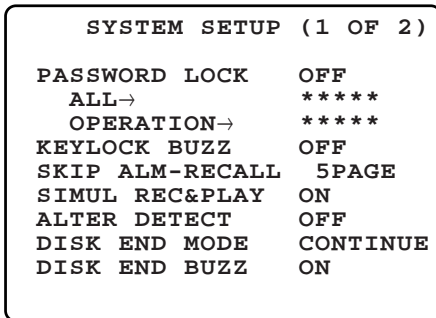 SYSTEM SETUP (1 OF 2)
PASSWORD LOCK OFF
ALL→ *****
OPERATION→ *****
KEYLOCK BUZZ OFF
SKIP ALM-RECALL 5PAGE
SIMUL REC&PLAY ON
ALTER DETECT OFF
DISK END MODE CONTINUE
DISK END BUZZ ON